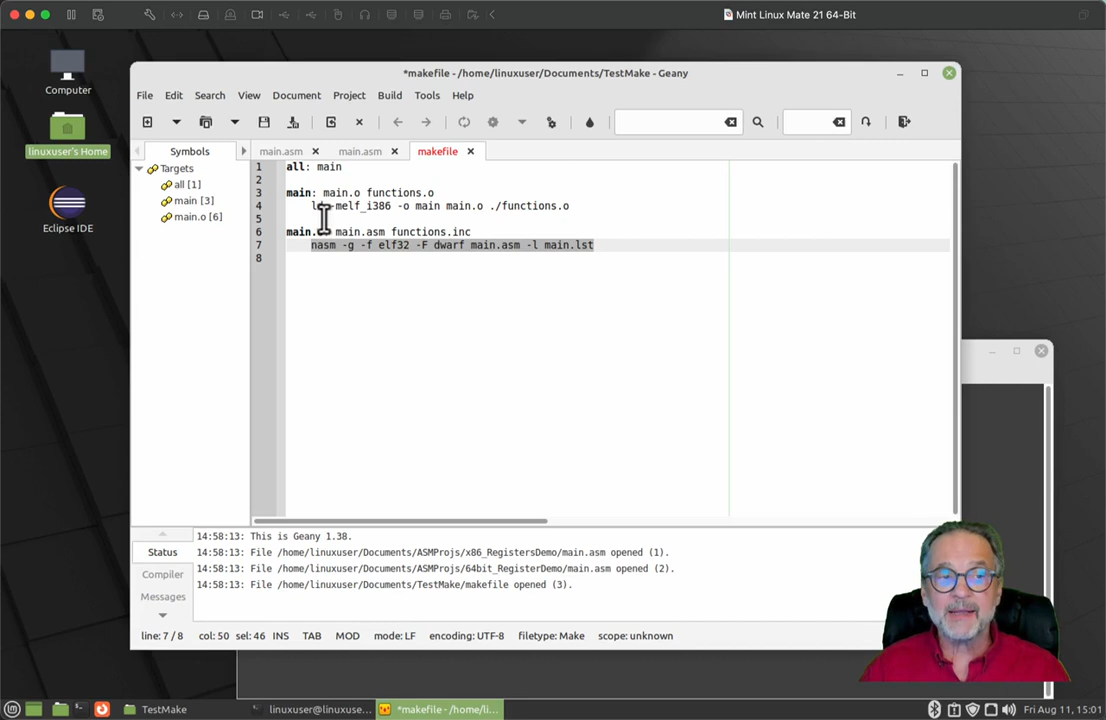 Mint Linux Mate 21 64-Bit
Computer
linuxuser's Home
Eclipse IDE
*makefile - /home/linuxuser/Documents/TestMake - Geany
File Edit Search View Document Project Build Tools Help
Symbols
main.asm main.asm makefile
Targets
all [1]
main [3]
main.o [6]
1 all: main
2
3 main: main.o functions.o
4 -melf_i386 -o main main.o ./functions.o
5
6 main. main.asm functions.inc
7 nasm -g -f elf32 -F dwarf main.asm -l main.lst
8
Status
Compiler
Messages
14:58:13: This is Geany 1.38.
14:58:13: File /home/linuxuser/Documents/ASMProjs/x86_RegistersDemo/main.asm opened (1).
14:58:13: File /home/linuxuser/Documents/ASMProjs/64bit_RegisterDemo/main.asm opened (2).
14:58:13: File /home/linuxuser/Documents/TestMake/makefile opened (3).
line: 7 / 8 col: 50 sel: 46 INS TAB MOD mode: LF encoding: UTF-8 filetype: Make scope: unknown
TestMake
linuxuser@linuxuse...
*makefile - /home/li...
Fri Aug 11, 15:01